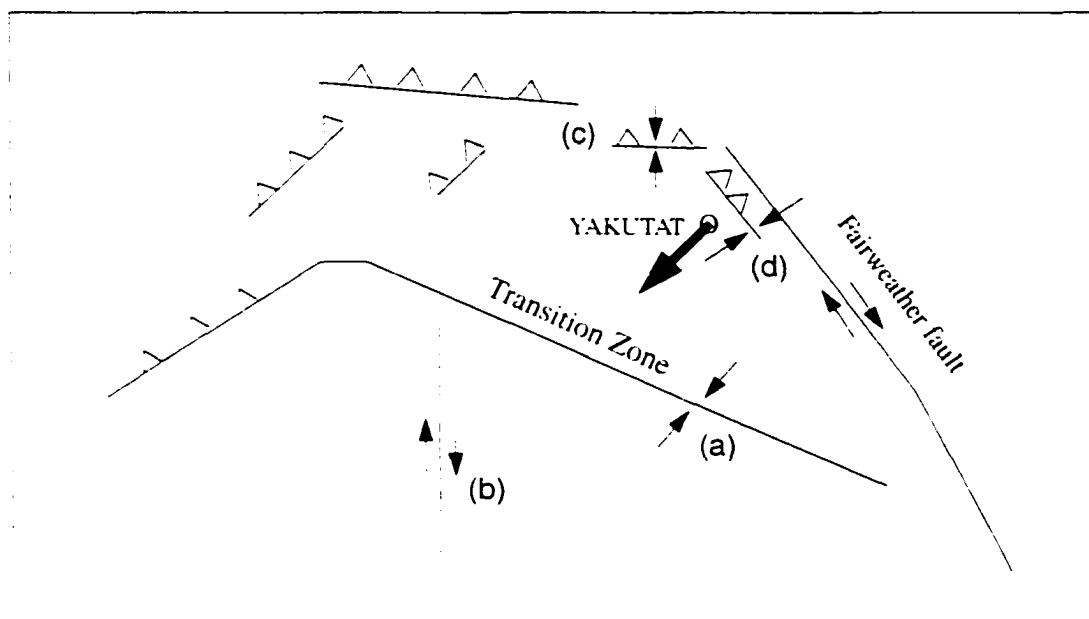 (c)
YAKUTAT
(d)
Fairweather fault
Transition Zone
(a)
(b)